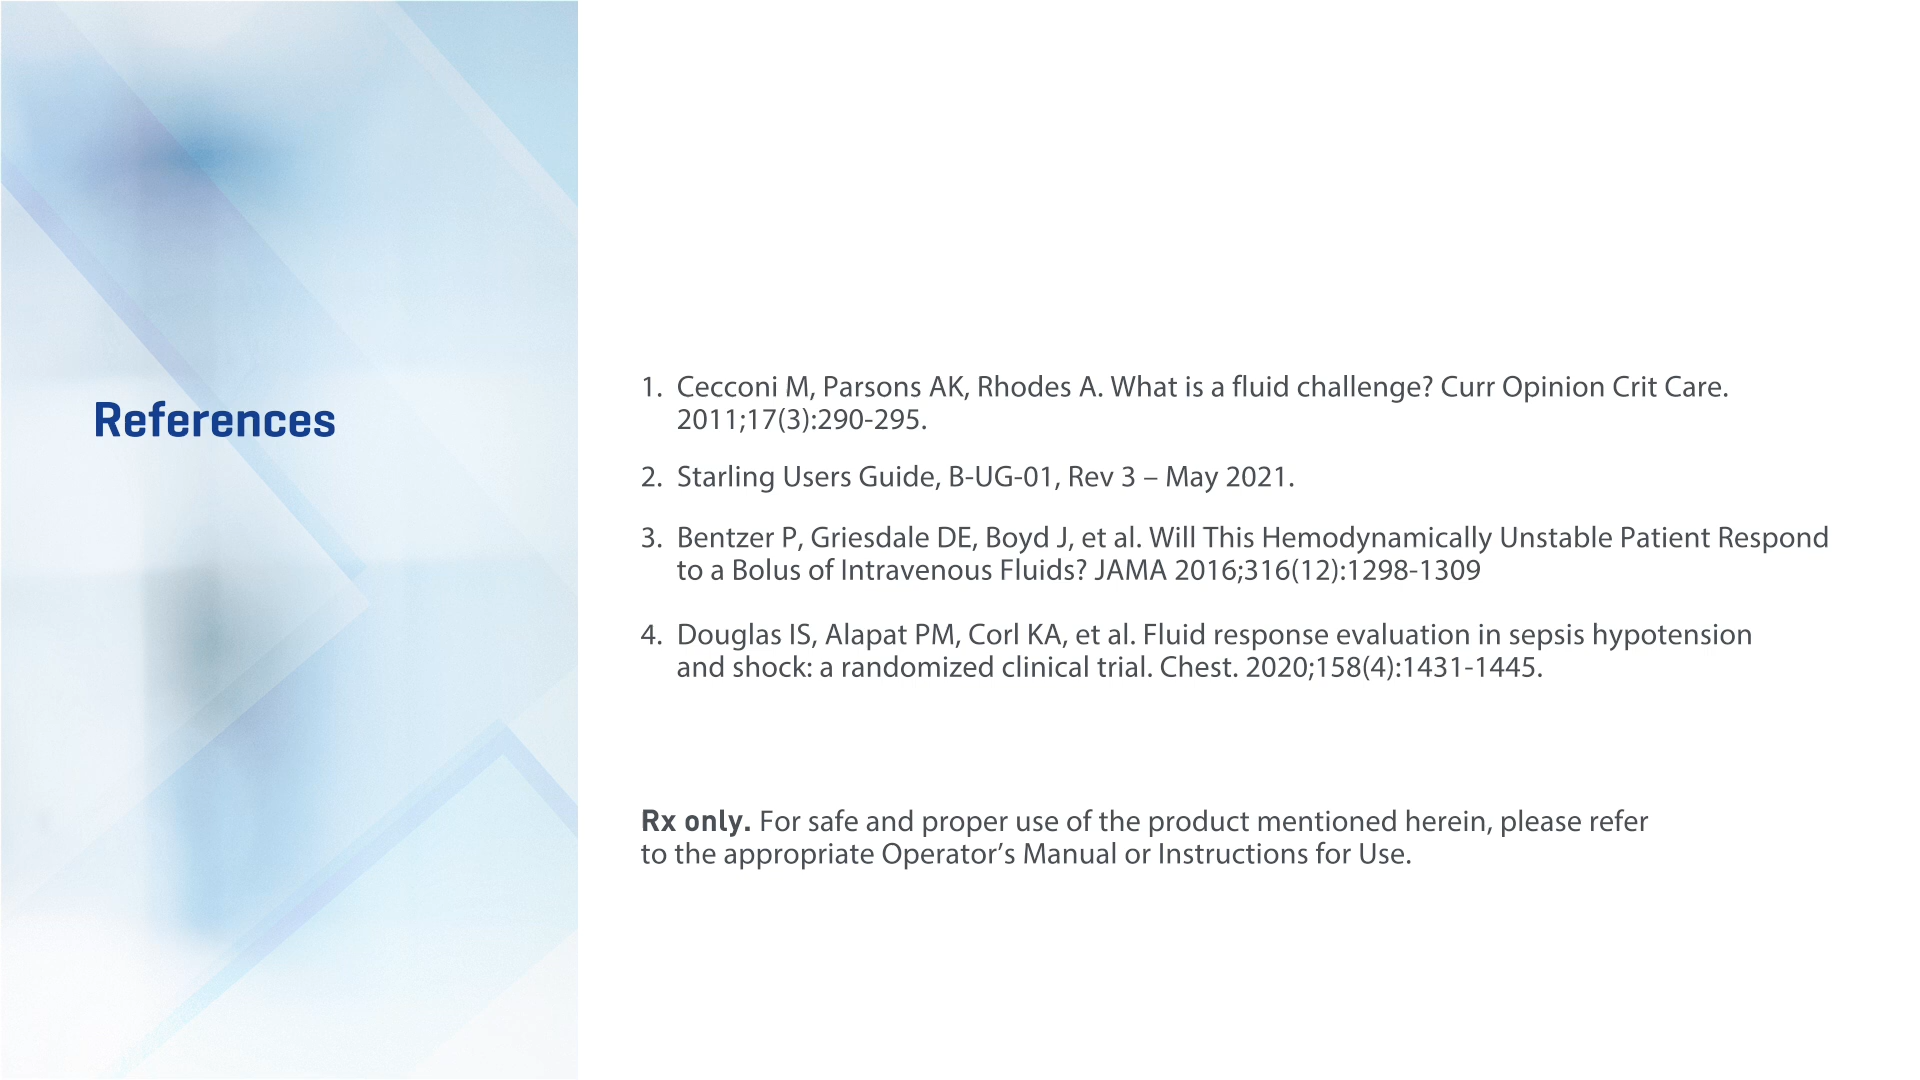 References
1. Cecconi M, Parsons AK, Rhodes A. What is a fluid challenge? Curr Opinion Crit Care.
2011;17(3):290-295.
2. Starling Users Guide, B-UG-01, Rev 3 – May 2021.
3. Bentzer P, Griesdale DE, Boyd J, et al. Will This Hemodynamically Unstable Patient Respond
to a Bolus of Intravenous Fluids? JAMA 2016;316(12):1298-1309
4. Douglas IS, Alapat PM, Corl KA, et al. Fluid response evaluation in sepsis hypotension
and shock: a randomized clinical trial. Chest. 2020;158(4):1431-1445.
Rx only. For safe and proper use of the product mentioned herein, please refer
to the appropriate Operator’s Manual or Instructions for Use.